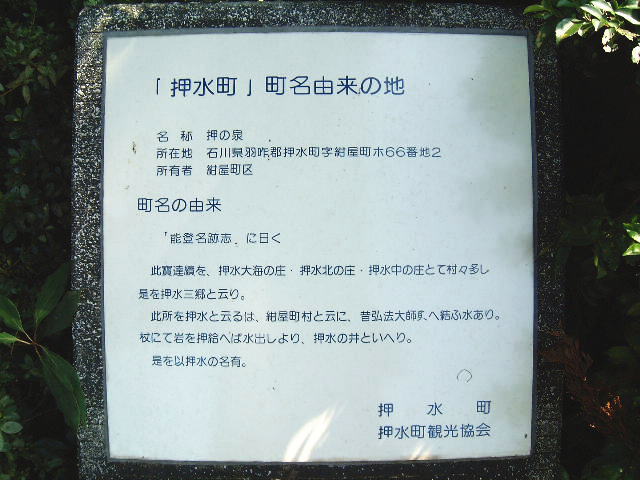 「押水町」町名由来の地
名 称 押の泉
所在地 石川県羽咋郡押水町字紺屋町ホ66番地2
所有者 紺屋町区
町名の由来
「能登名跡志」に曰く
此寶達續を、押水大海の庄・押水北の庄・押水中の庄とて村々多し
是を押水三郷と云り。
此所を押水と云るは、紺屋町村と云に、昔弘法大師 へ結ふ水あり。
杖にて岩を押給へば水出しより、押水の井といへり。
是を以押水の名有。
押 水 町
押水町観光協会